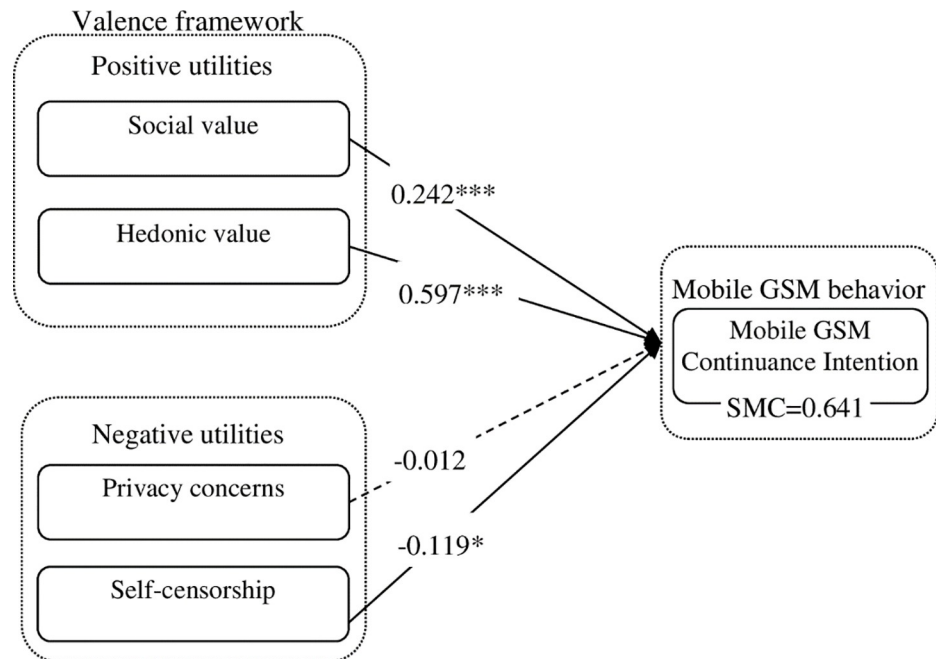 Valence framework
Positive utilities
Social value
0.242***
Hedonic value
0.597***
Mobile GSM behavior
Mobile GSM
Continuance Intention
SMC=0.641
Negative utilities
-0.012
Privacy concerns
-0.119*
Self-censorship